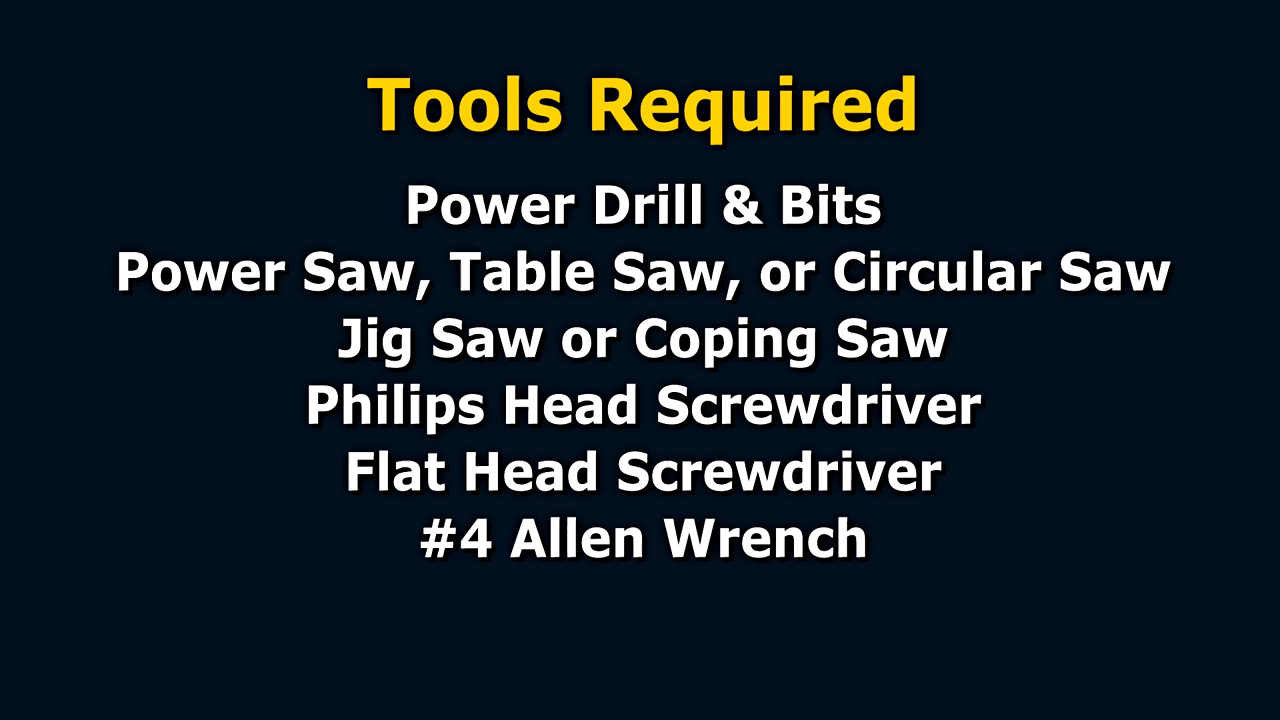 Tools Required
Power Drill & Bits
Power Saw, Table Saw, or Circular Saw
Jig Saw or Coping Saw
Philips Head Screwdriver
Flat Head Screwdriver
#4 Allen Wrench